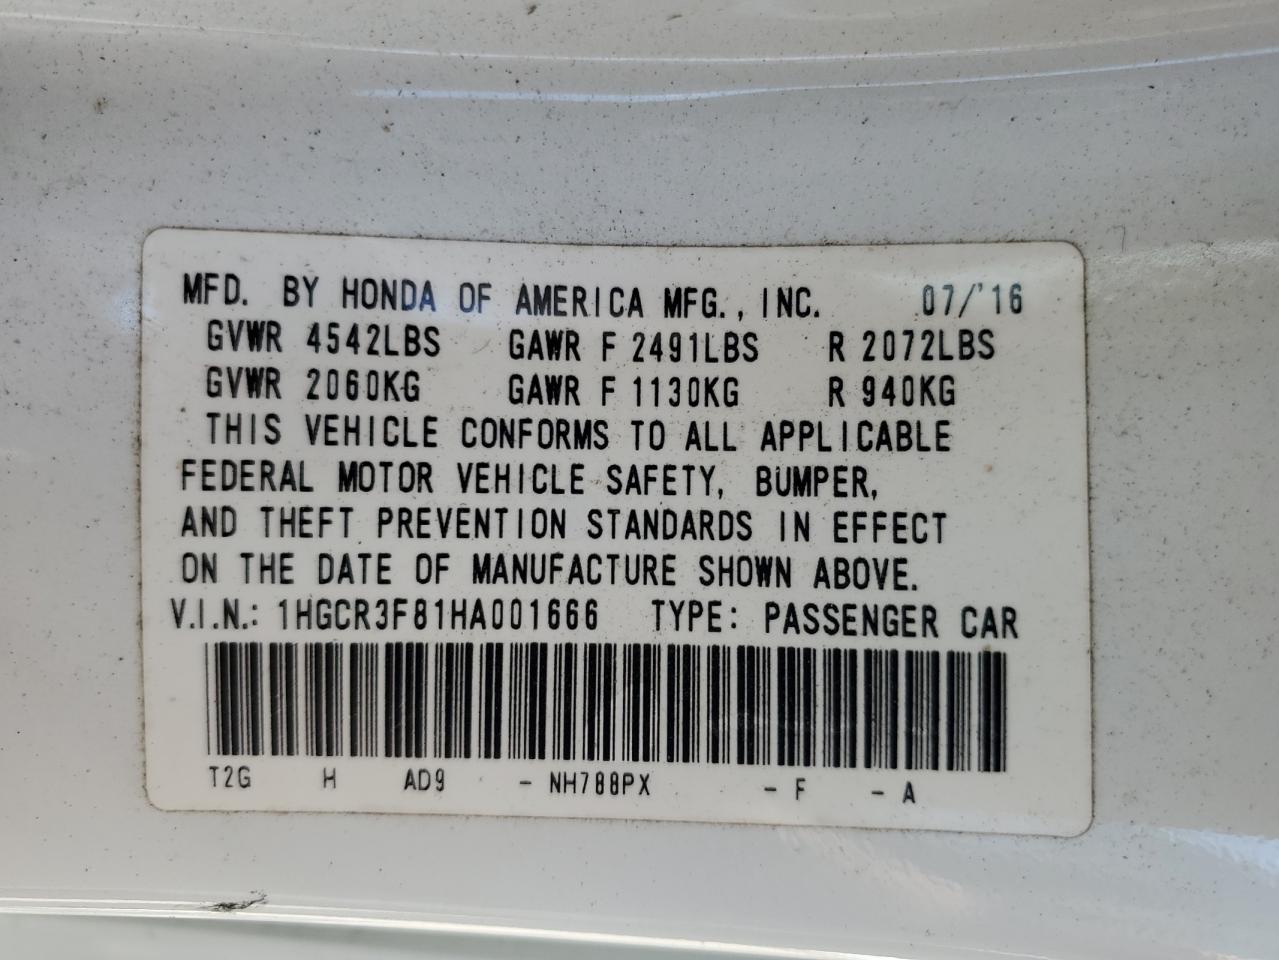 MFD. BY HONDA OF AMERICA MFG., INC. 07/'16
GVWR 4542LBS GAWR F 2491LBS R 2072LBS
GVWR 2060KG GAWR F 1130KG R 940KG
THIS VEHICLE CONFORMS TO ALL APPLICABLE
FEDERAL MOTOR VEHICLE SAFETY, BUMPER,
AND THEFT PREVENTION STANDARDS IN EFFECT
ON THE DATE OF MANUFACTURE SHOWN ABOVE.
V.I.N.: 1HGCR3F81HA001666 TYPE: PASSENGER CAR
T2G H AD9 - NH788PX - F - A